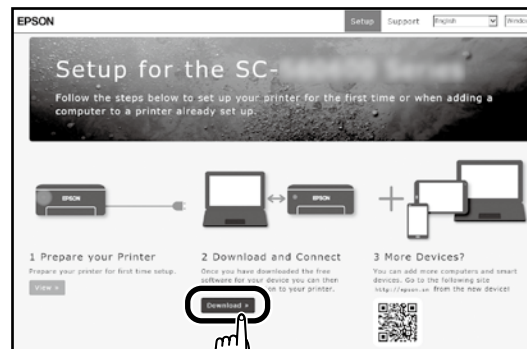 EPSON
Setup Support English Window
Setup for the SC-
Follow the steps below to set up your printer for the first time or when adding a
computer to a printer already set up.
EPSON
EPSON
1 Prepare your Printer
Prepare your printer for first time setup.
View >
2 Download and Connect
Once you have downloaded the free
software for your device you can then
on to your printer.
Download >
3 More Devices?
You can add more computers and smart
devices. Go to the following site
http://epson.sn from the new device!